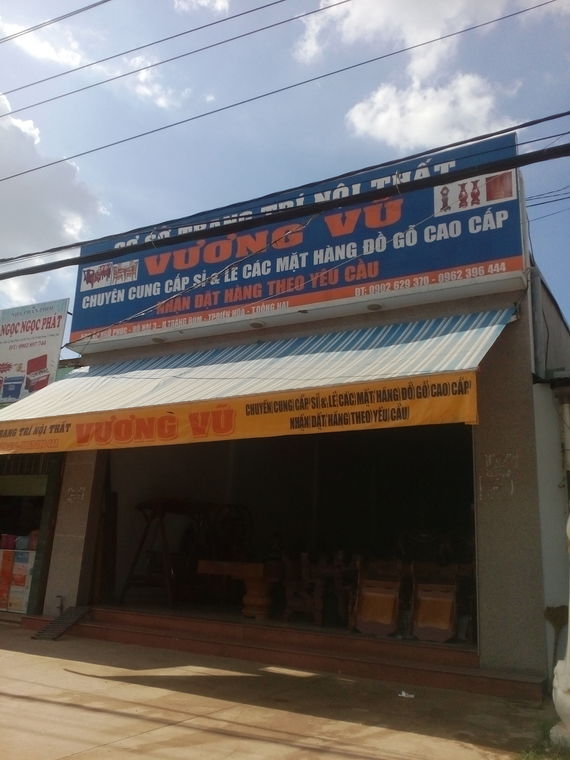 CƠ SỞ TRANG TRÍ NỘI THẤT
VƯƠNG VŨ
CHUYÊN CUNG CẤP SỈ & LẺ CÁC MẶT HÀNG ĐỒ GỖ CAO CẤP
NHẬN ĐẶT HÀNG THEO YÊU CẦU
ĐT: 0902 629 370 - 0962 396 444
T.ĐỒNG NAI
NGỌC NGỌC PHÁT
TRANG TRÍ NỘI THẤT
VƯƠNG VŨ
CHUYÊN CUNG CẤP SỈ & LẺ CÁC MẶT HÀNG ĐỒ GỖ CAO CẤP
NHẬN ĐẶT HÀNG THEO YÊU CẦU